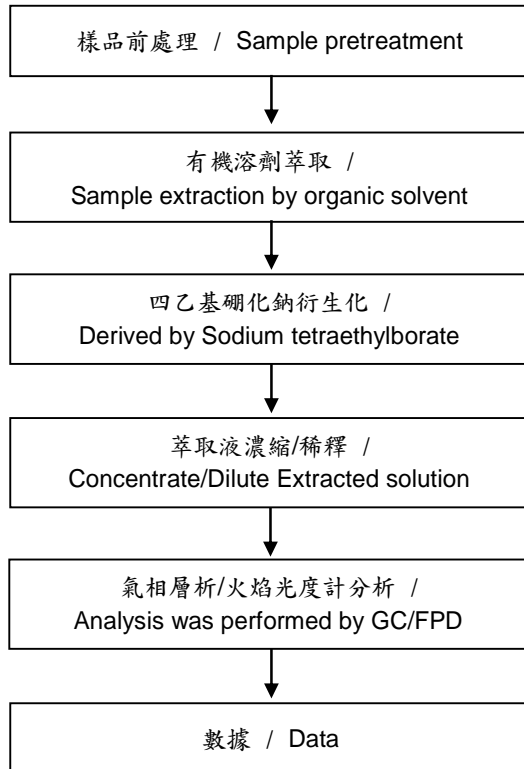 樣品前處理 / Sample pretreatment
有機溶劑萃取 /
Sample extraction by organic solvent
四乙基硼化鈉衍生化 /
Derived by Sodium tetraethylborate
萃取液濃縮/稀釋 /
Concentrate/Dilute Extracted solution
氣相層析/火焰光度計分析 /
Analysis was performed by GC/FPD
數據 / Data